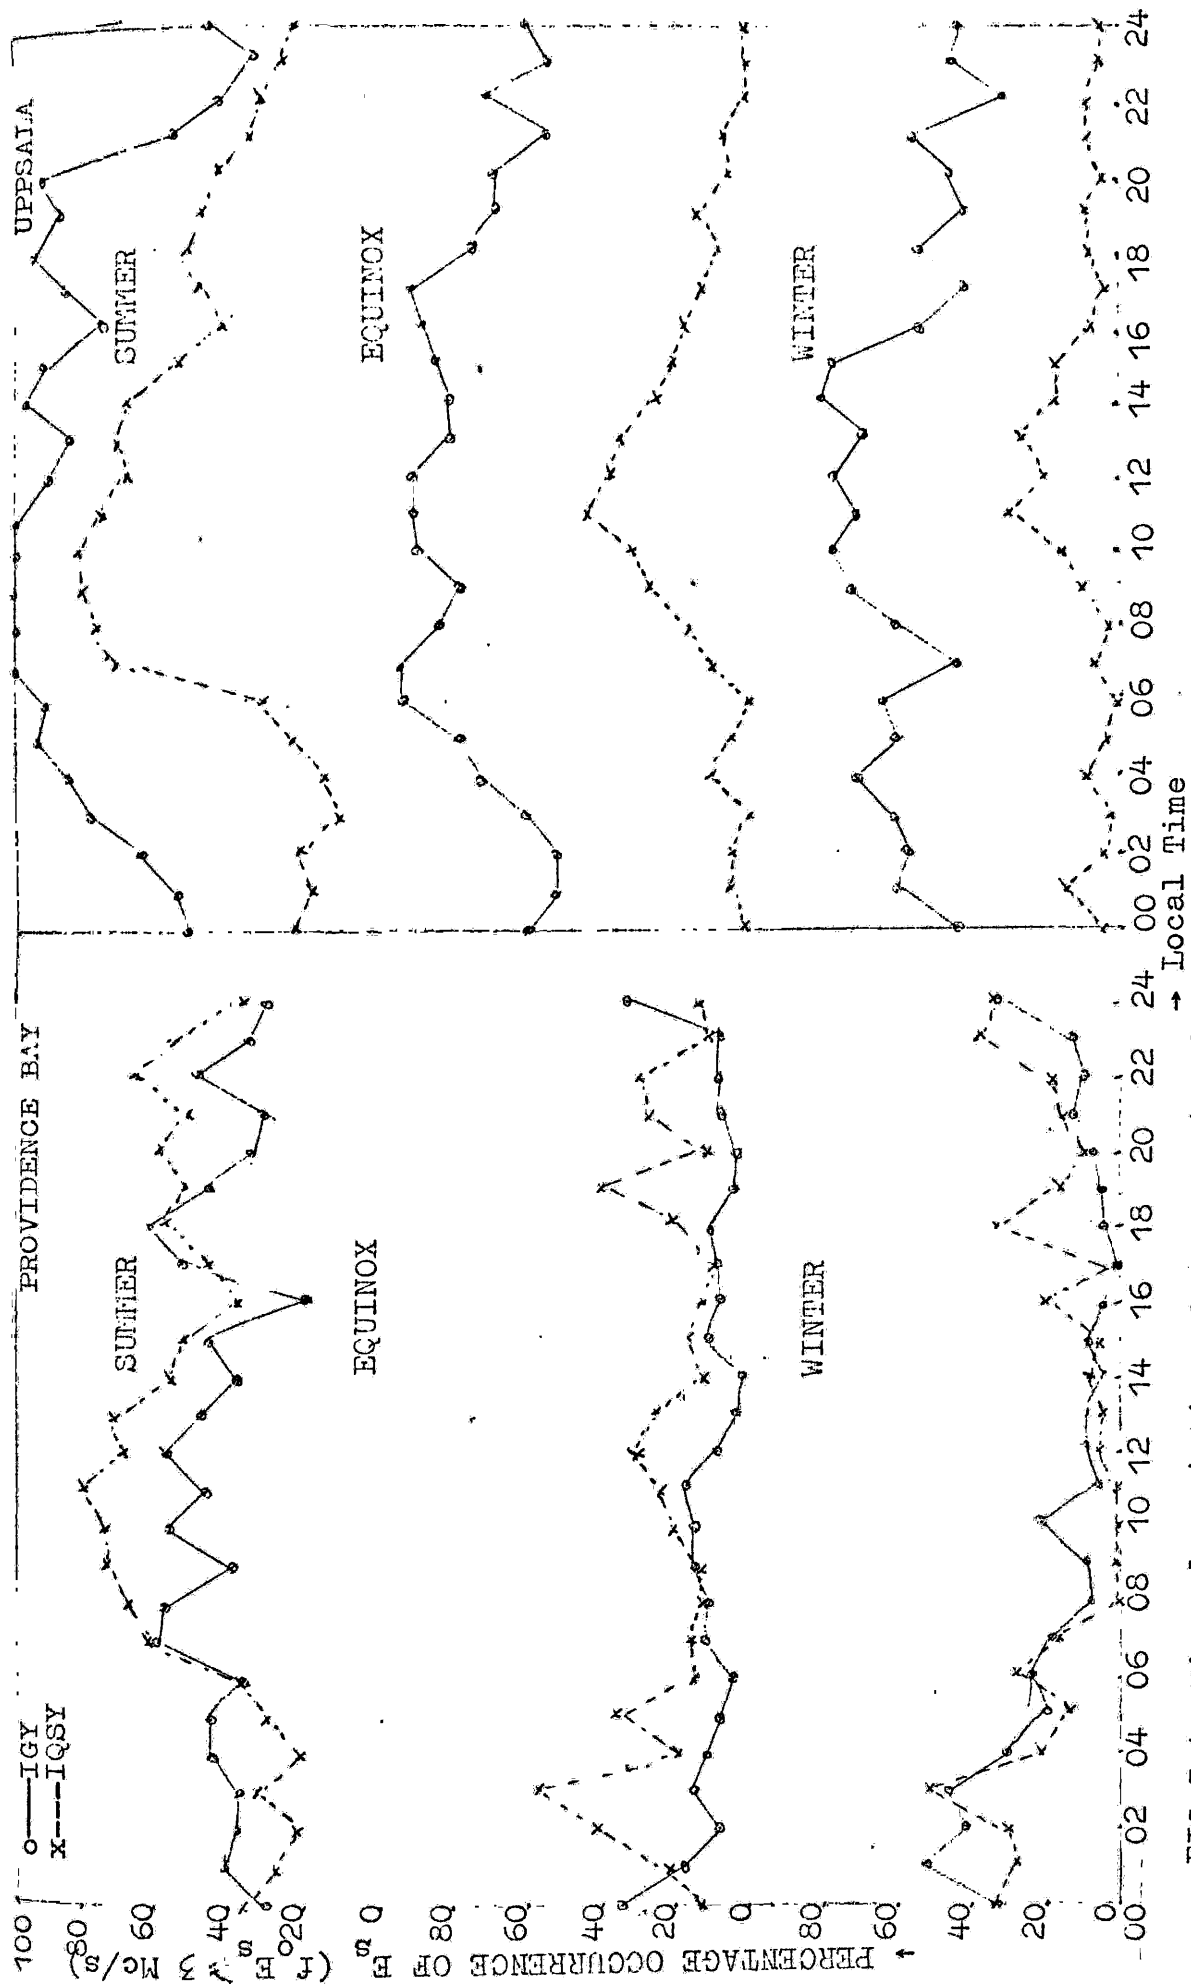 PROVIDENCE BAY
UPPSALA
o——IGY
x---IQSY
SUMMER
SUMMER
EQUINOX
EQUINOX
WINTER
WINTER
→ PERCENTAGE OCCURRENCE OF Es
(f₀Es ≥ 3 Mc/s)
100
80
60
40
20
0
80
60
40
20
0
80
60
40
20
0
00 02 04 06 08 10 12 14 16 18 20 22 24
00 02 04 06 08 10 12 14 16 18 20 22 24
→ Local Time